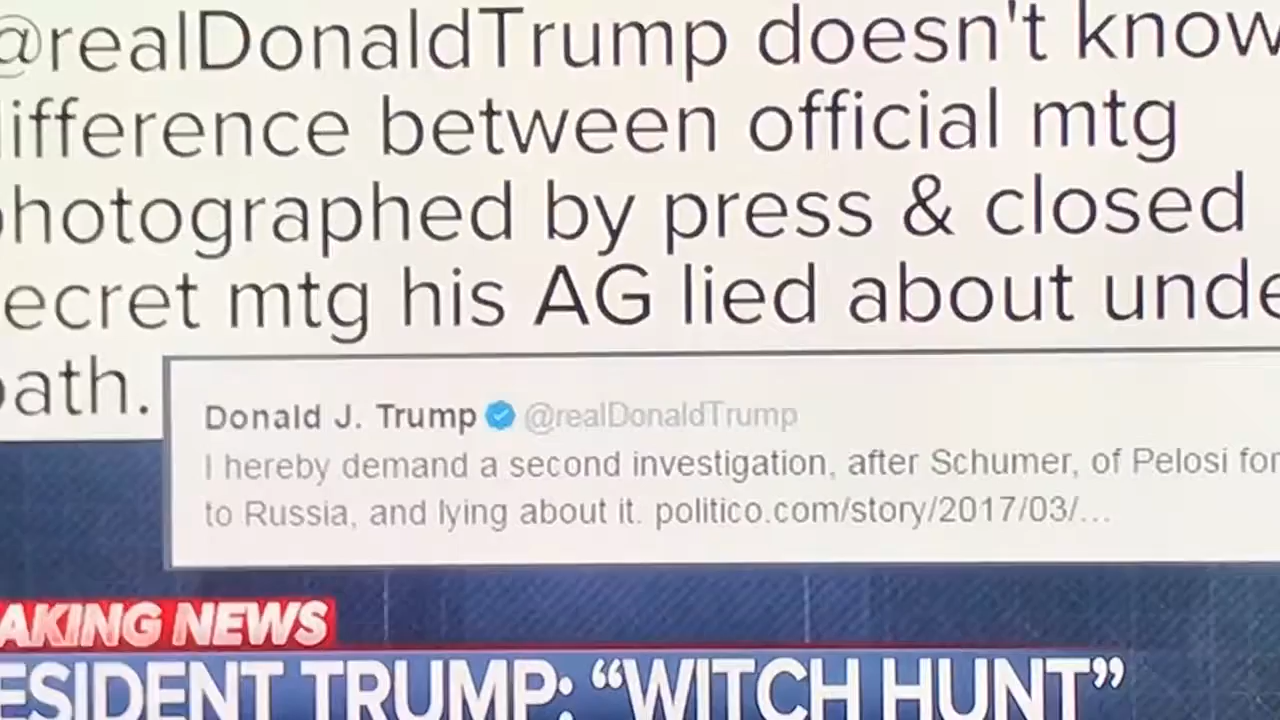 @realDonaldTrump doesn't know
ifference between official mtg
hotographed by press & closed
ecret mtg his AG lied about unde
oath.
Donald J. Trump @realDonaldTrump
I hereby demand a second investigation, after Schumer, of Pelosi for
to Russia, and lying about it. politico.com/story/2017/03/...
AKING NEWS
ESIDENT TRUMP: “WITCH HUNT”